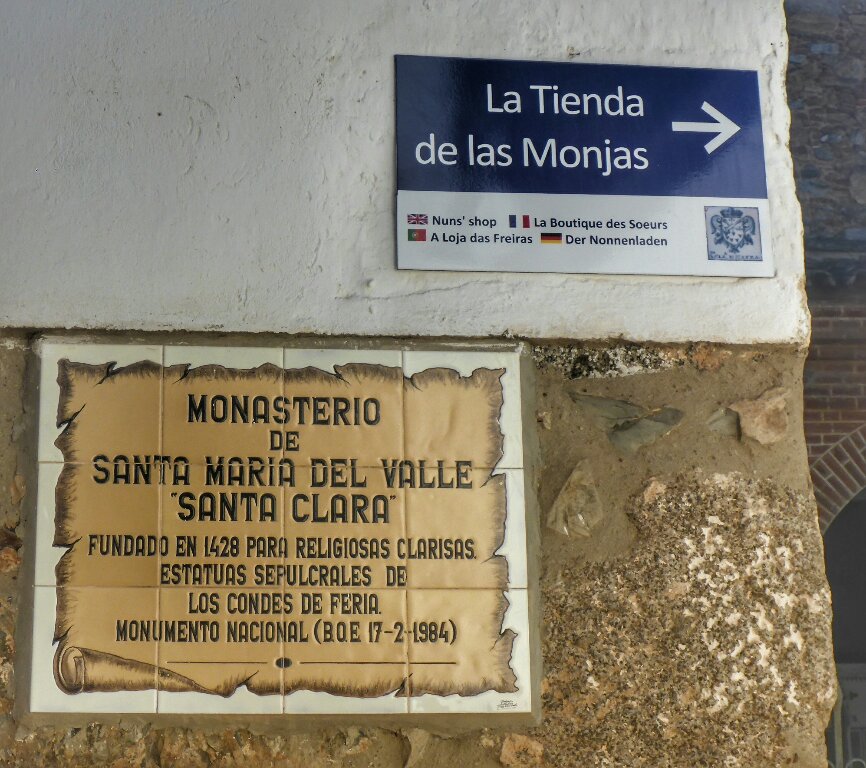 La Tienda
de las Monjas
Nuns' shop La Boutique des Soeurs
A Loja das Freiras Der Nonnenladen
MONASTERIO
DE
SANTA MARIA DEL VALLE
"SANTA CLARA"
FUNDADO EN 1.428 PARA RELIGIOSAS CLARISAS.
ESTATUAS SEPULCRALES DE
LOS CONDES DE FERIA.
MONUMENTO NACIONAL (B.O.E 17-2-1984)